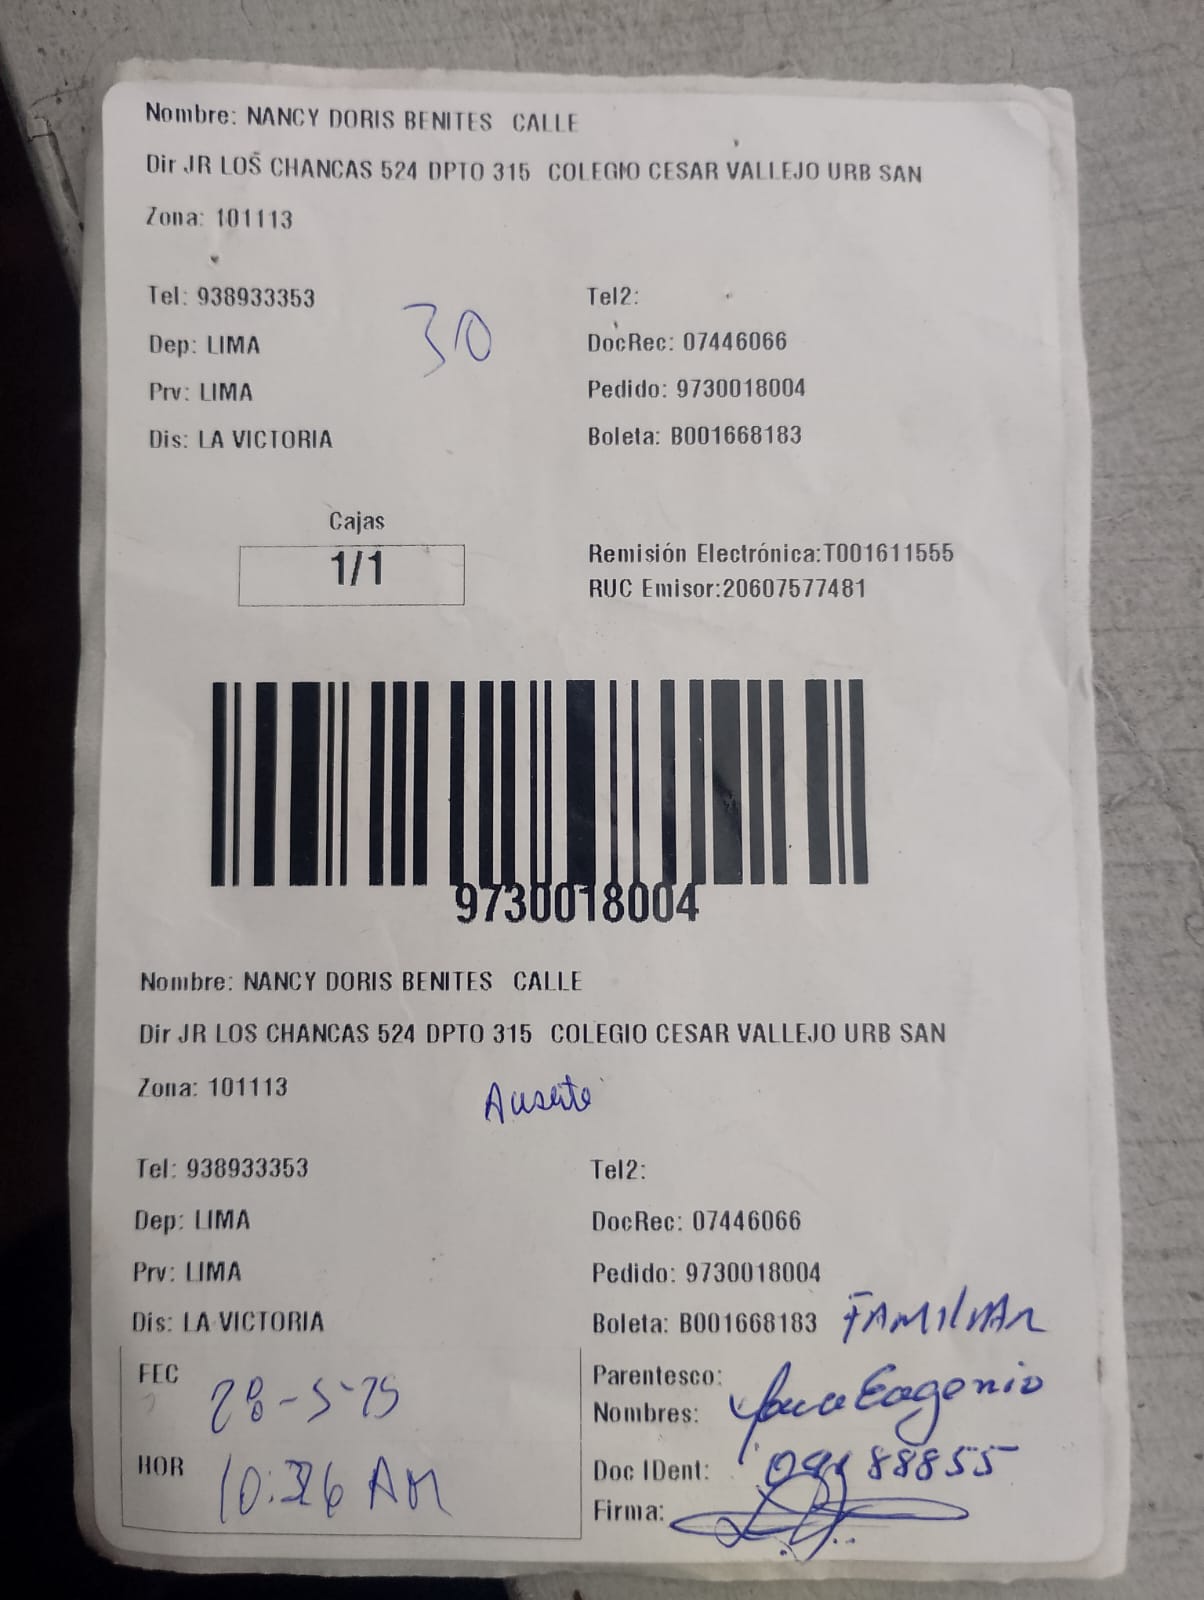 Nombre: NANCY DORIS BENITES CALLE
Dir JR LOS CHANCAS 524 DPTO 315 COLEGIO CESAR VALLEJO URB SAN
Zona: 101113
Tel: 938933353
Tel2:
30
Dep: LIMA
DocRec: 07446066
Prv: LIMA
Pedido: 9730018004
Dis: LA VICTORIA
Boleta: B001668183
Cajas
1/1
Remisión Electrónica:T001611555
RUC Emisor:20607577481
9730018004
Nombre: NANCY DORIS BENITES CALLE
Dir JR LOS CHANCAS 524 DPTO 315 COLEGIO CESAR VALLEJO URB SAN
Zona: 101113
Tel: 938933353
Tel2:
Dep: LIMA
DocRec: 07446066
Prv: LIMA
Pedido: 9730018004
Dis: LA VICTORIA
Boleta: B001668183 FAMILIAR
FEC 28-5-25
Parentesco:
Nombres: Eugenio
HOR AM
Doc IDent:
Firma: